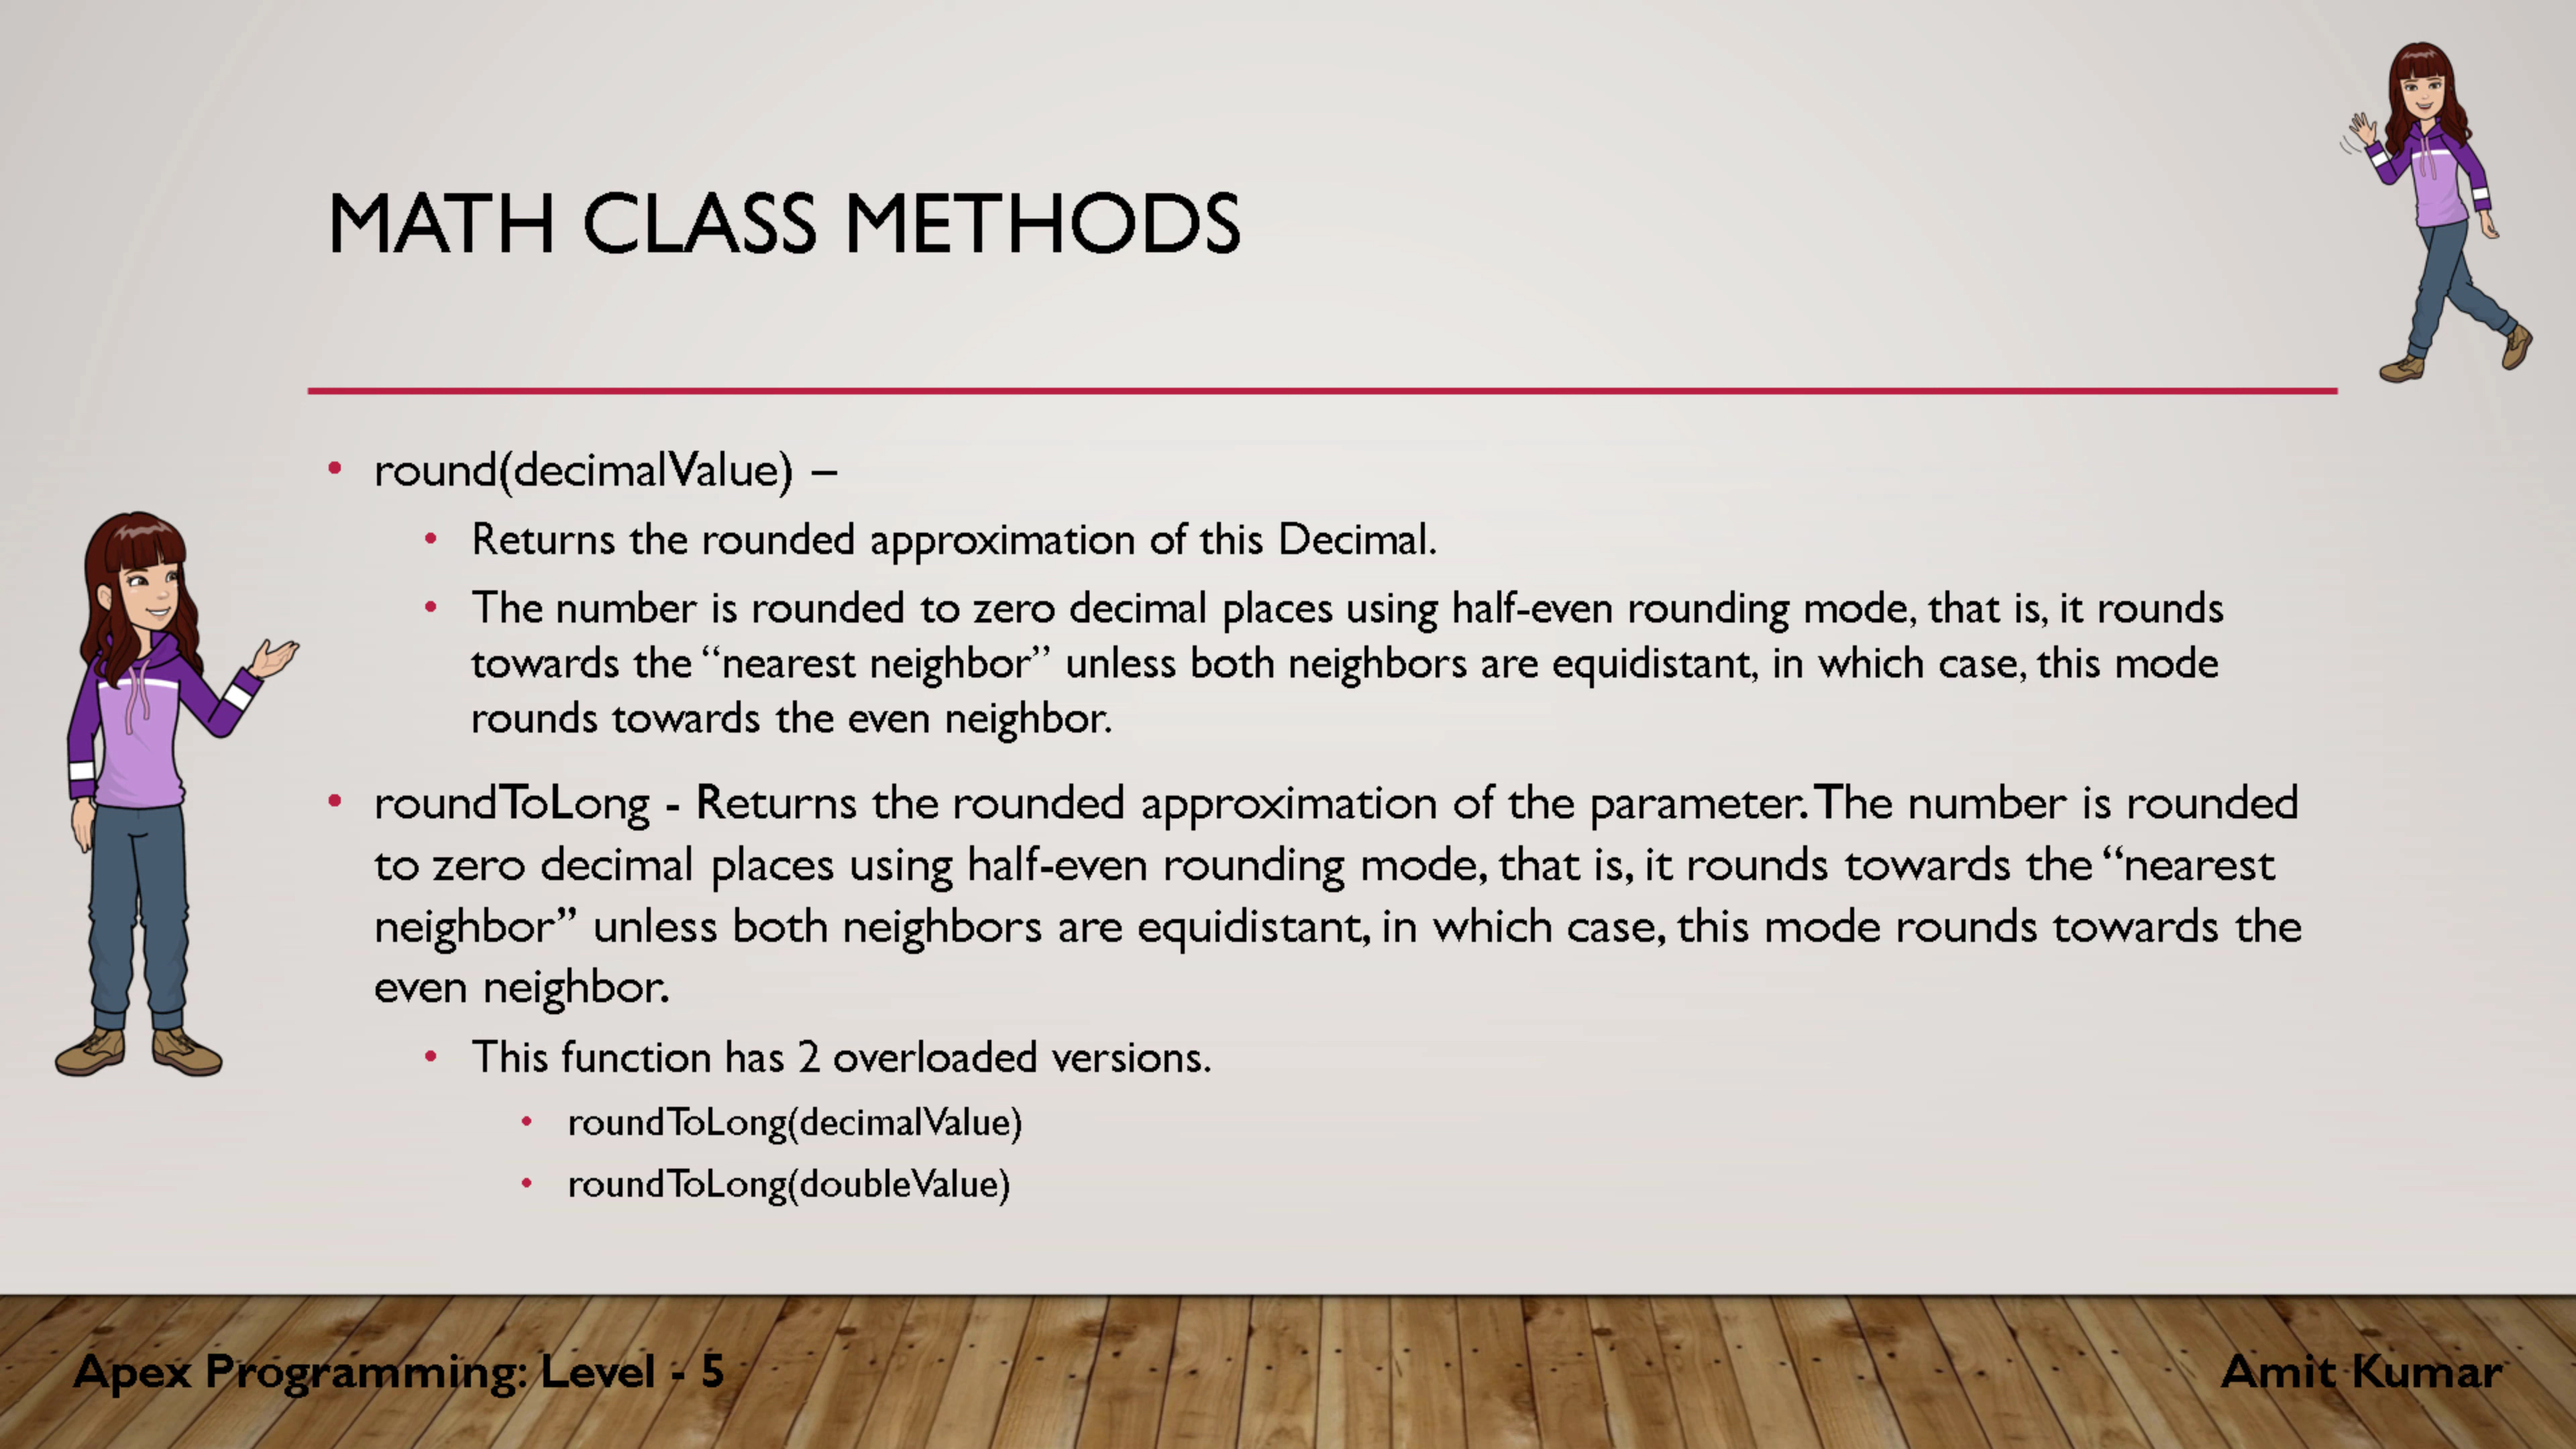 MATH CLASS METHODS
• round(decimalValue) –
• Returns the rounded approximation of this Decimal.
• The number is rounded to zero decimal places using half-even rounding mode, that is, it rounds
towards the “nearest neighbor” unless both neighbors are equidistant, in which case, this mode
rounds towards the even neighbor.
• roundToLong - Returns the rounded approximation of the parameter. The number is rounded
to zero decimal places using half-even rounding mode, that is, it rounds towards the “nearest
neighbor” unless both neighbors are equidistant, in which case, this mode rounds towards the
even neighbor.
• This function has 2 overloaded versions.
• roundToLong(decimalValue)
• roundToLong(doubleValue)
Apex Programming: Level - 5
Amit Kumar